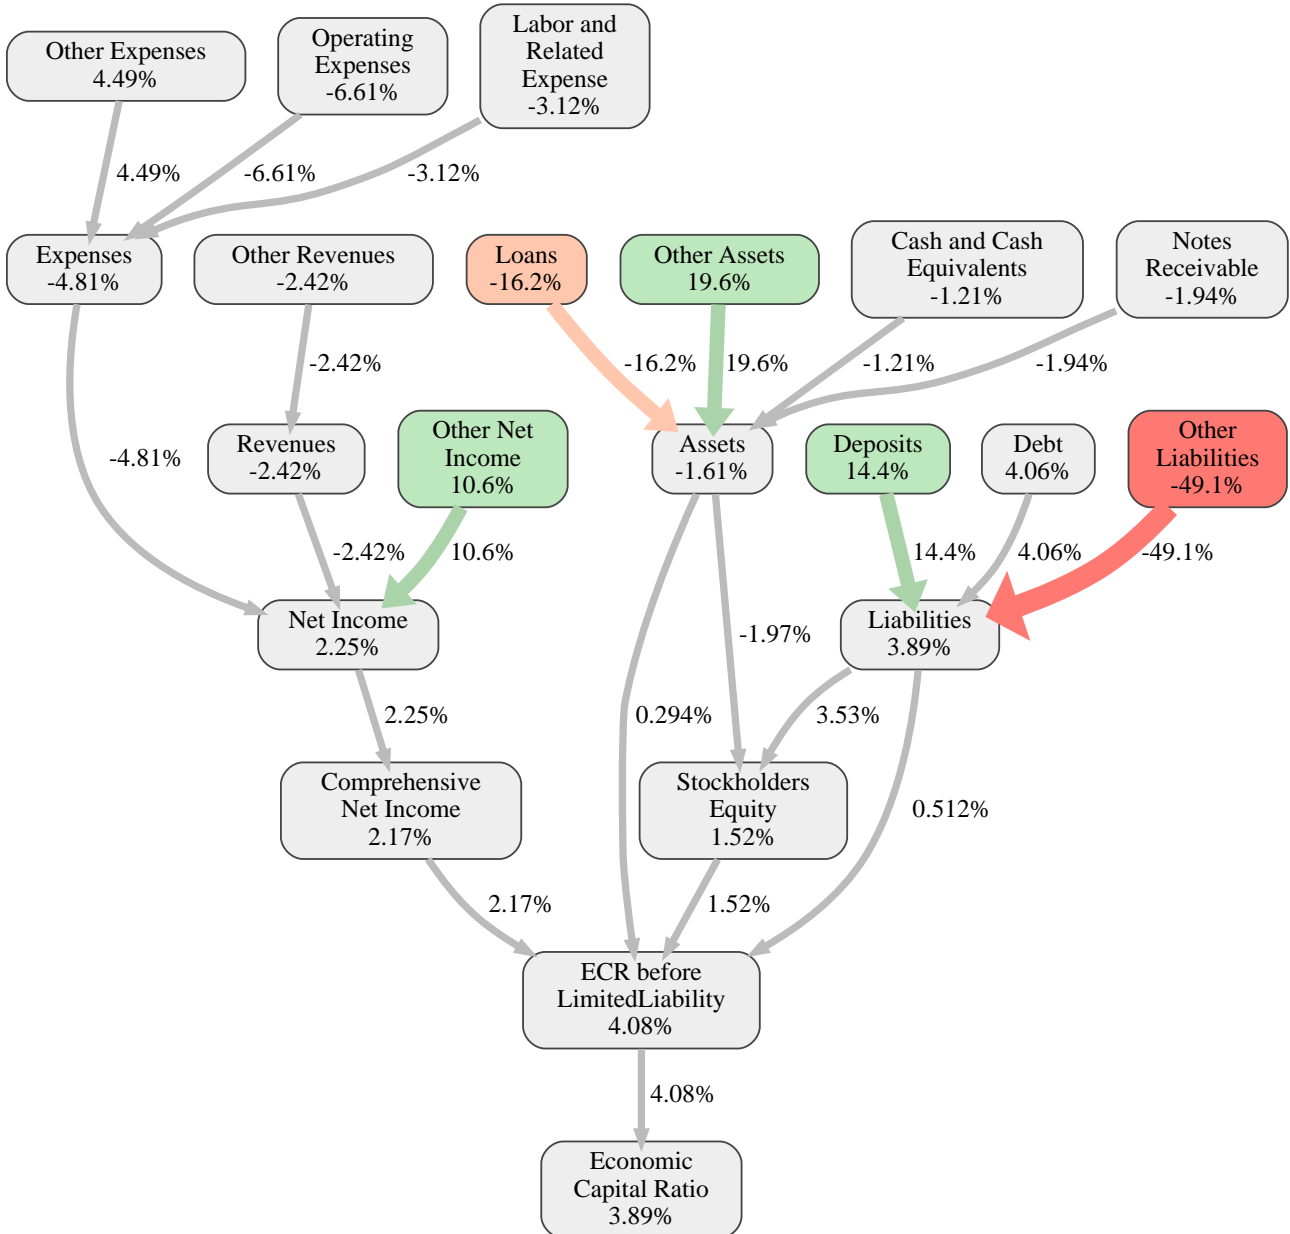 Other Expenses
4.49%
Operating
Expenses
-6.61%
Labor and
Related
Expense
-3.12%
4.49%
-6.61%
-3.12%
Expenses
-4.81%
Other Revenues
-2.42%
Loans
-16.2%
Other Assets
19.6%
Cash and Cash
Equivalents
-1.21%
Notes
Receivable
-1.94%
-2.42%
-16.2%
19.6%
-1.21%
-1.94%
-4.81%
Revenues
-2.42%
Other Net
Income
10.6%
Assets
-1.61%
Deposits
14.4%
Debt
4.06%
Other
Liabilities
-49.1%
-2.42%
10.6%
14.4%
4.06%
-49.1%
Net Income
2.25%
-1.97%
Liabilities
3.89%
2.25%
0.294%
3.53%
Comprehensive
Net Income
2.17%
Stockholders
Equity
1.52%
0.512%
2.17%
1.52%
ECR before
LimitedLiability
4.08%
4.08%
Economic
Capital Ratio
3.89%